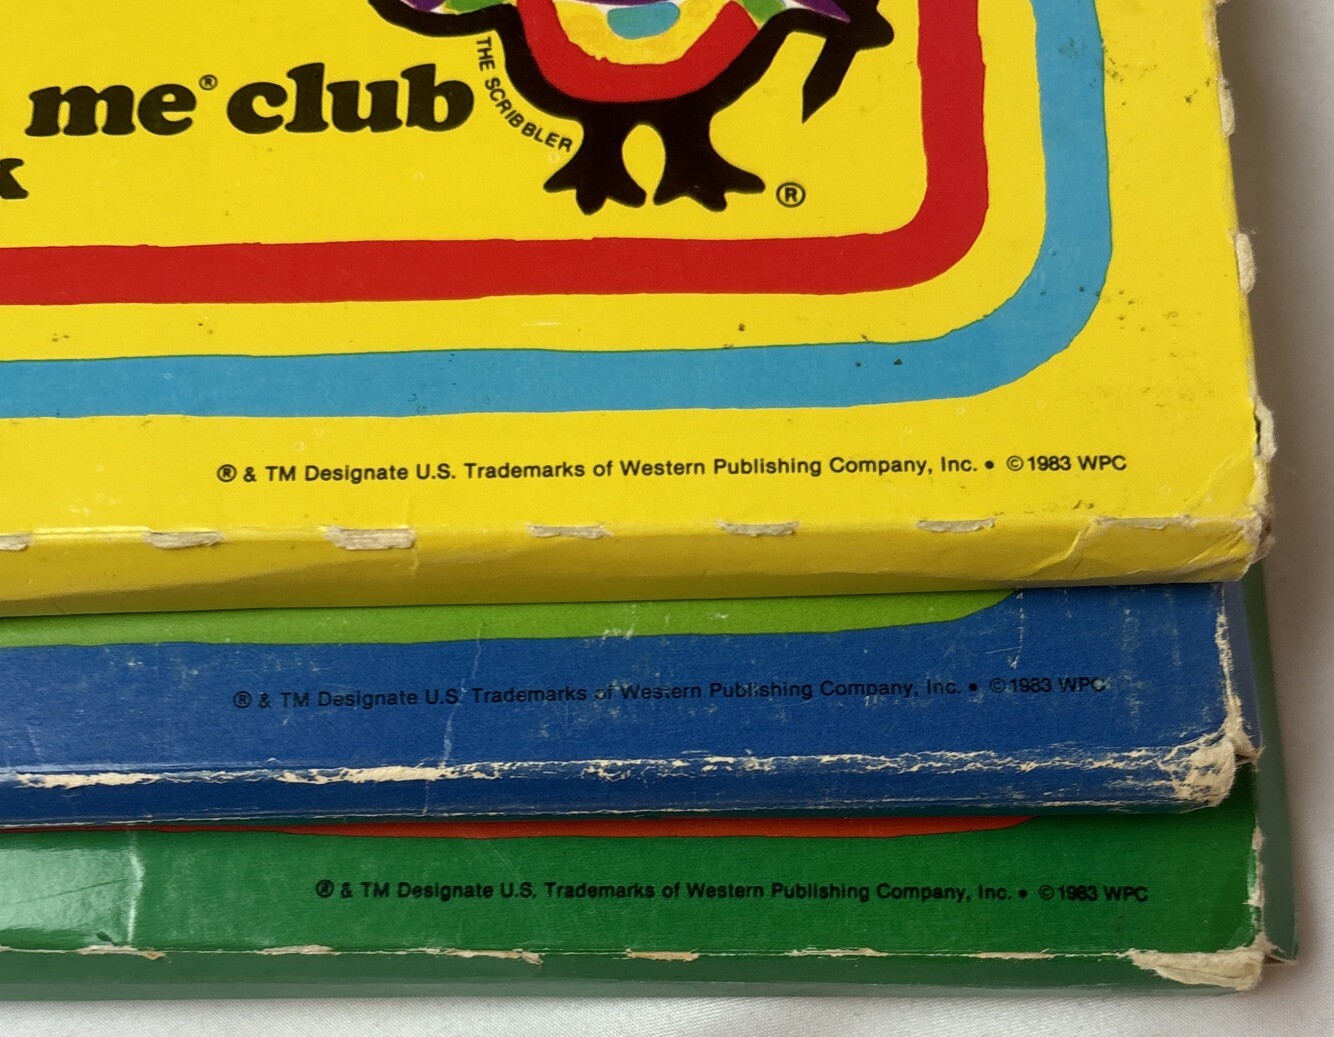 me® club
k
THE SCRIBBLER
®
® & TM Designate U.S. Trademarks of Western Publishing Company, Inc. • © 1983 WPC
® & TM Designate U.S. Trademarks of Western Publishing Company, Inc. • © 1983 WPC
® & TM Designate U.S. Trademarks of Western Publishing Company, Inc. • © 1983 WPC